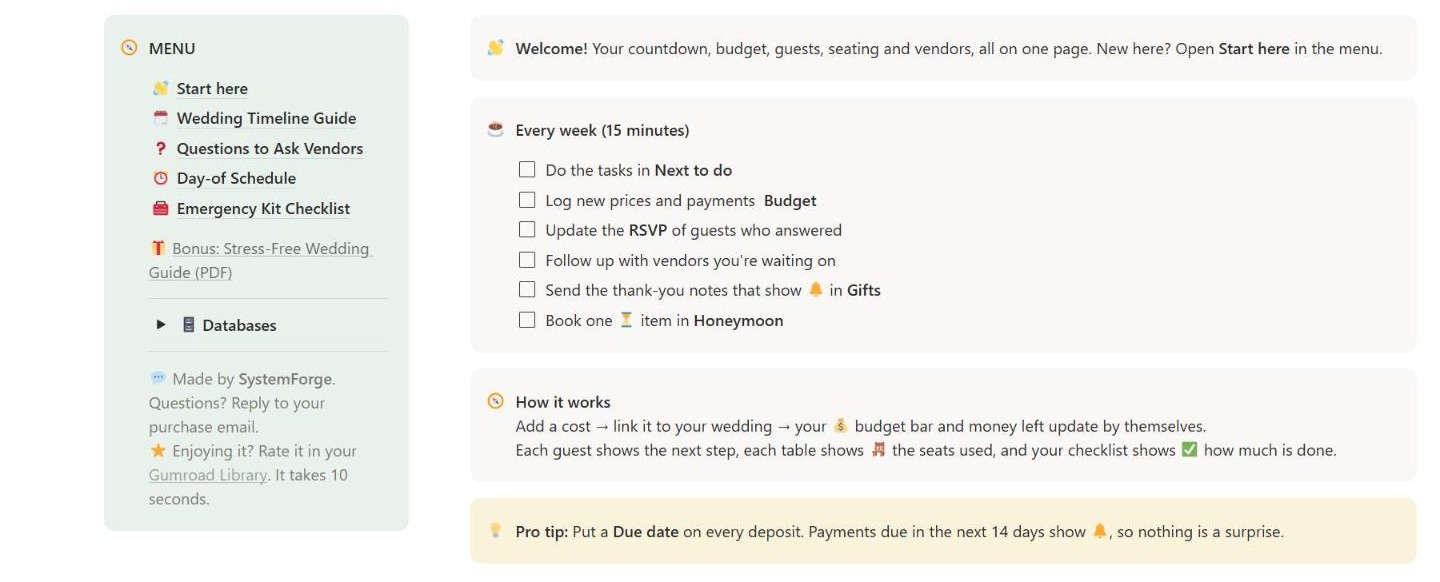 MENU
Start here
Wedding Timeline Guide
Questions to Ask Vendors
Day-of Schedule
Emergency Kit Checklist
Bonus: Stress-Free Wedding
Guide (PDF)
Databases
Made by SystemForge.
Questions? Reply to your
purchase email.
Enjoying it? Rate it in your
Gumroad Library. It takes 10
seconds.
Welcome! Your countdown, budget, guests, seating and vendors, all on one page. New here? Open Start here in the menu.
Every week (15 minutes)
Do the tasks in Next to do
Log new prices and payments Budget
Update the RSVP of guests who answered
Follow up with vendors you're waiting on
Send the thank-you notes that show 🔔 in Gifts
Book one ⏳ item in Honeymoon
How it works
Add a cost → link it to your wedding → your 💰 budget bar and money left update by themselves.
Each guest shows the next step, each table shows 🪑 the seats used, and your checklist shows ✅ how much is done.
Pro tip: Put a Due date on every deposit. Payments due in the next 14 days show 🔔, so nothing is a surprise.